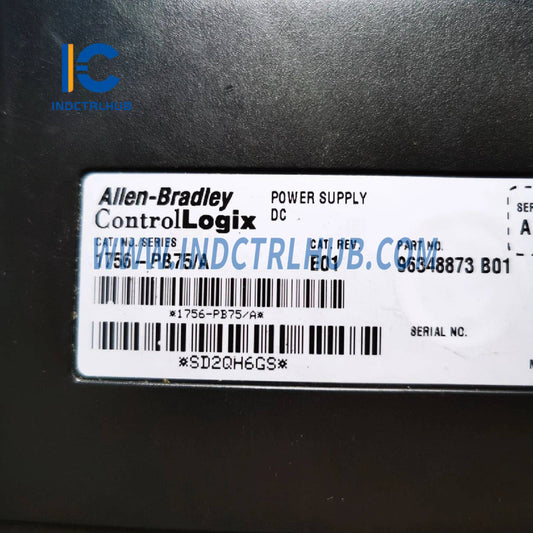 INDCTRLHUB
Allen-Bradley
ControlLogix
POWER SUPPLY
DC
SER
A
CAT. NO. SERIES
CAT. REV.
PART NO.
WWW.INDCTRLHUB.COM
1756-PB75/A
E01
96348873 B01
*1756-PB75/A*
SERIAL NO.
*SD2QH6GS*